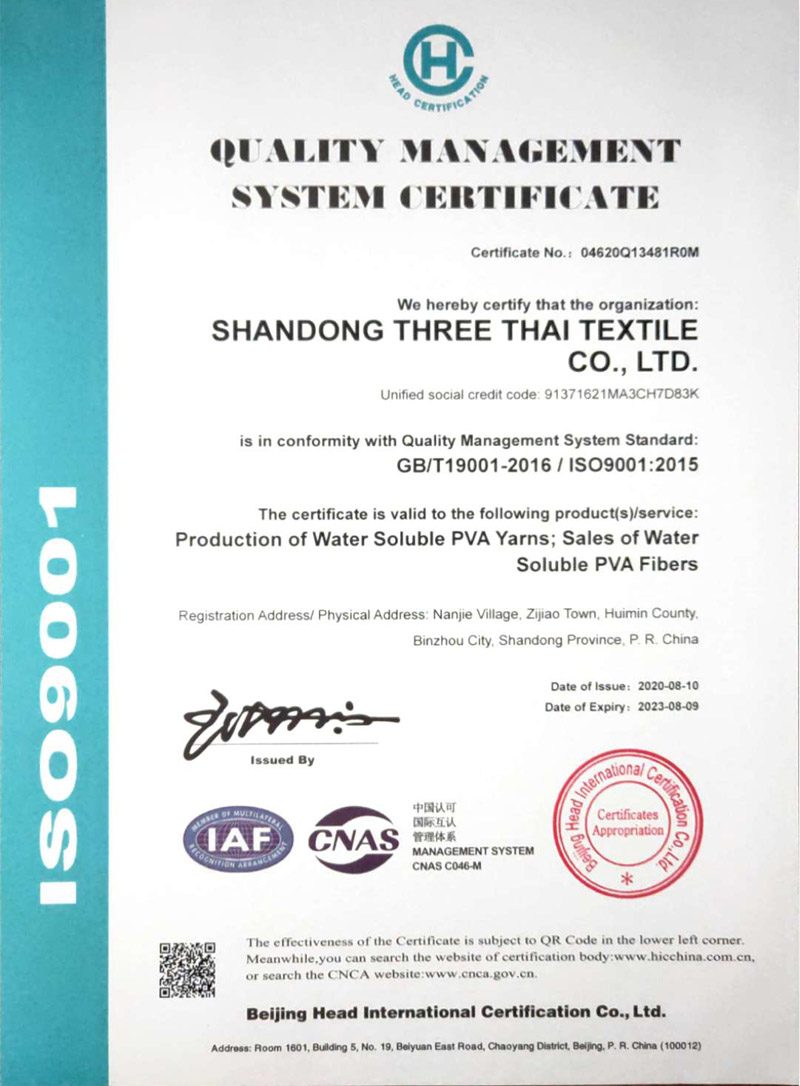 HC
HEAD CERTIFICATION
QUALITY MANAGEMENT
SYSTEM CERTIFICATE
Certificate No.: 04620Q13481R0M
We hereby certify that the organization:
SHANDONG THREE THAI TEXTILE
CO., LTD.
Unified social credit code: 91371621MA3CH7D83K
is in conformity with Quality Management System Standard:
GB/T19001-2016 / ISO9001:2015
The certificate is valid to the following product(s)/service:
Production of Water Soluble PVA Yarns; Sales of Water
Soluble PVA Fibers
Registration Address/ Physical Address: Nanjie Village, Zijiao Town, Huimin County,
Binzhou City, Shandong Province, P. R. China
Date of Issue: 2020-08-10
Date of Expiry: 2023-08-09
Issued By
ISO9001
MEMBER OF MULTILATERAL
IAF
RECOGNITION ARRANGEMENT
CNAS
中国认可
国际互认
管理体系
MANAGEMENT SYSTEM
CNAS C046-M
Beijing Head International Certification Co., Ltd.
Certificates
Appropriation
The effectiveness of the Certificate is subject to QR Code in the lower left corner.
Meanwhile,you can search the website of certification body:www.hicchina.com.cn,
or search the CNCA website:www.cnca.gov.cn.
Beijing Head International Certification Co., Ltd.
Address: Room 1601, Building 5, No. 19, Beiyuan East Road, Chaoyang District, Beijing, P. R. China (100012)